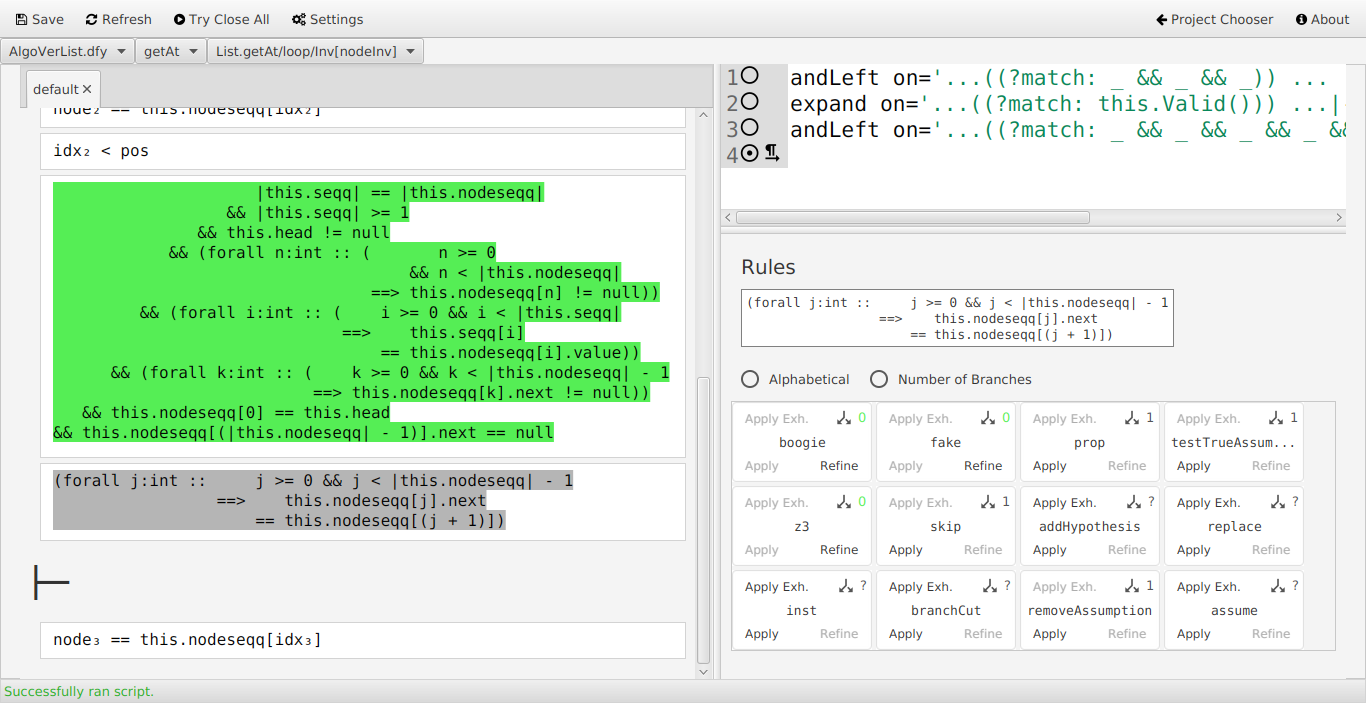 Save Refresh Try Close All Settings Project Chooser About
AlgoVerList.dfy getAt List.getAt/loop/Inv[nodeInv]
default
node₂ == this.nodeseqq[idx₂]
idx₂ < pos
|this.seqq| == |this.nodeseqq|
&& |this.seqq| >= 1
&& this.head != null
&& (forall n:int :: ( n >= 0
&& n < |this.nodeseqq|
==> this.nodeseqq[n] != null))
&& (forall i:int :: ( i >= 0 && i < |this.seqq|
==> this.seqq[i]
== this.nodeseqq[i].value))
&& (forall k:int :: ( k >= 0 && k < |this.nodeseqq| - 1
==> this.nodeseqq[k].next != null))
&& this.nodeseqq[0] == this.head
&& this.nodeseqq[(|this.nodeseqq| - 1)].next == null
(forall j:int :: j >= 0 && j < |this.nodeseqq| - 1
==> this.nodeseqq[j].next
== this.nodeseqq[(j + 1)])
node₃ == this.nodeseqq[idx₃]
1 andLeft on='...((?match: _ && _ && _)) ...
2 expand on='...((?match: this.Valid())) ...|
3 andLeft on='...((?match: _ && _ && _ && _ &&
4
Rules
(forall j:int :: j >= 0 && j < |this.nodeseqq| - 1
==> this.nodeseqq[j].next
== this.nodeseqq[(j + 1)])
Alphabetical Number of Branches
Apply Exh. 0 Apply Exh. 0 Apply Exh. 1 Apply Exh. 1
boogie fake prop testTrueAssum...
Apply Refine Apply Refine Apply Refine Apply Refine
Apply Exh. 0 Apply Exh. 1 Apply Exh. ? Apply Exh. ?
z3 skip addHypothesis replace
Apply Refine Apply Refine Apply Refine Apply Refine
Apply Exh. ? Apply Exh. ? Apply Exh. 1 Apply Exh. ?
inst branchCut removeAssumption assume
Apply Refine Apply Refine Apply Refine Apply Refine
Successfully ran script.